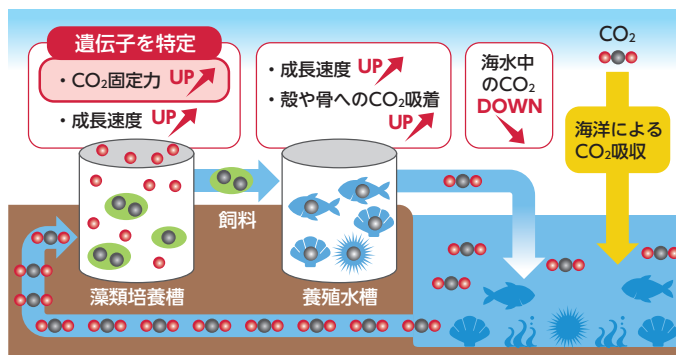 遺伝子を特定
・CO₂固定力 UP
・成長速度 UP
・成長速度 UP
・殻や骨へのCO₂吸着
UP
海水中
のCO₂
DOWN
CO₂
海洋による
CO₂吸収
飼料
藻類培養槽
養殖水槽